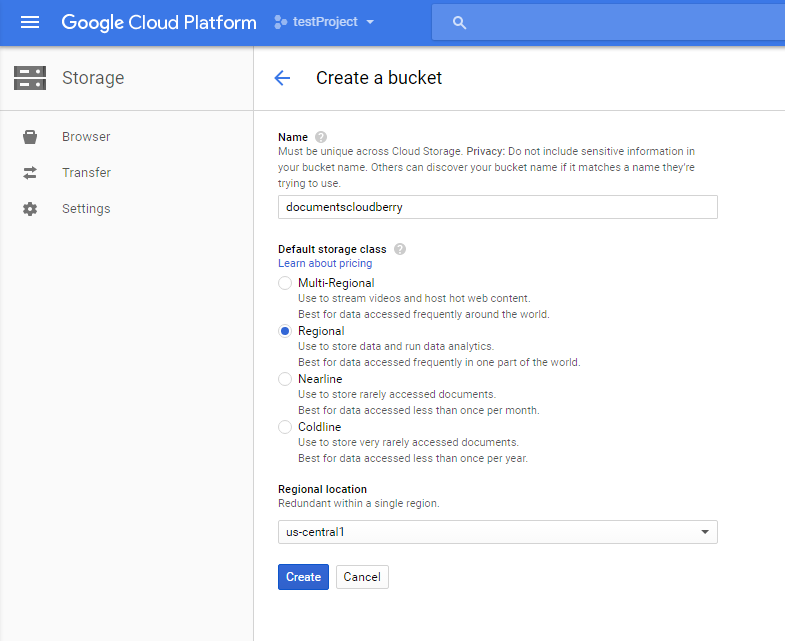 Google Cloud Platform testProject
Storage
Create a bucket
Browser
Transfer
Settings
Name
Must be unique across Cloud Storage. Privacy: Do not include sensitive information in
your bucket name. Others can discover your bucket name if it matches a name they're
trying to use.
documentscloudberry
Default storage class
Learn about pricing
Multi-Regional
Use to stream videos and host hot web content.
Best for data accessed frequently around the world.
Regional
Use to store data and run data analytics.
Best for data accessed frequently in one part of the world.
Nearline
Use to store rarely accessed documents.
Best for data accessed less than once per month.
Coldline
Use to store very rarely accessed documents.
Best for data accessed less than once per year.
Regional location
Redundant within a single region.
us-central1
Create Cancel